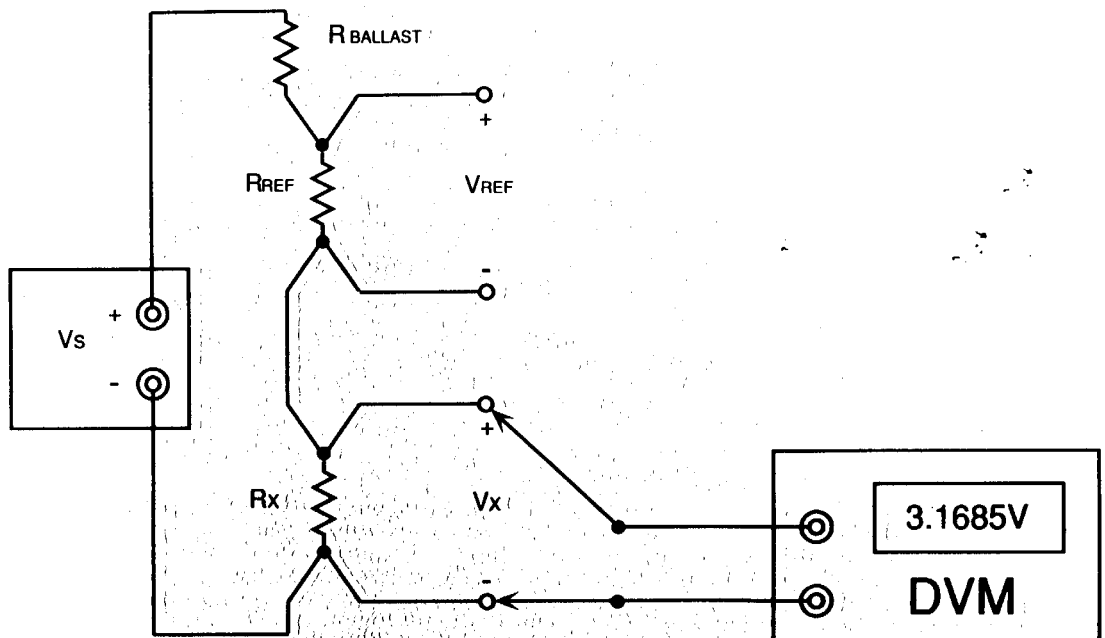 R BALLAST
+
RREF
VREF
-
+
Vs
-
+
Rx
Vx
3.1685V
-
DVM